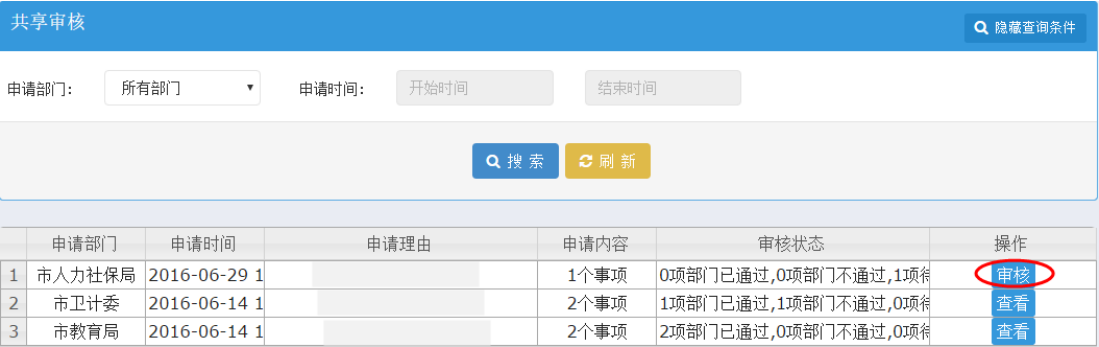 共享审核
隐藏查询条件
申请部门: 所有部门 申请时间: 开始时间 结束时间
搜 索 刷 新
申请部门 申请时间 申请理由 申请内容 审核状态 操作
1 市人力社保局 2016-06-29 1 1个事项 0项部门已通过,0项部门不通过,1项待 审核
2 市卫计委 2016-06-14 1 2个事项 1项部门已通过,1项部门不通过,0项待 查看
3 市教育局 2016-06-14 1 2个事项 2项部门已通过,0项部门不通过,0项待 查看